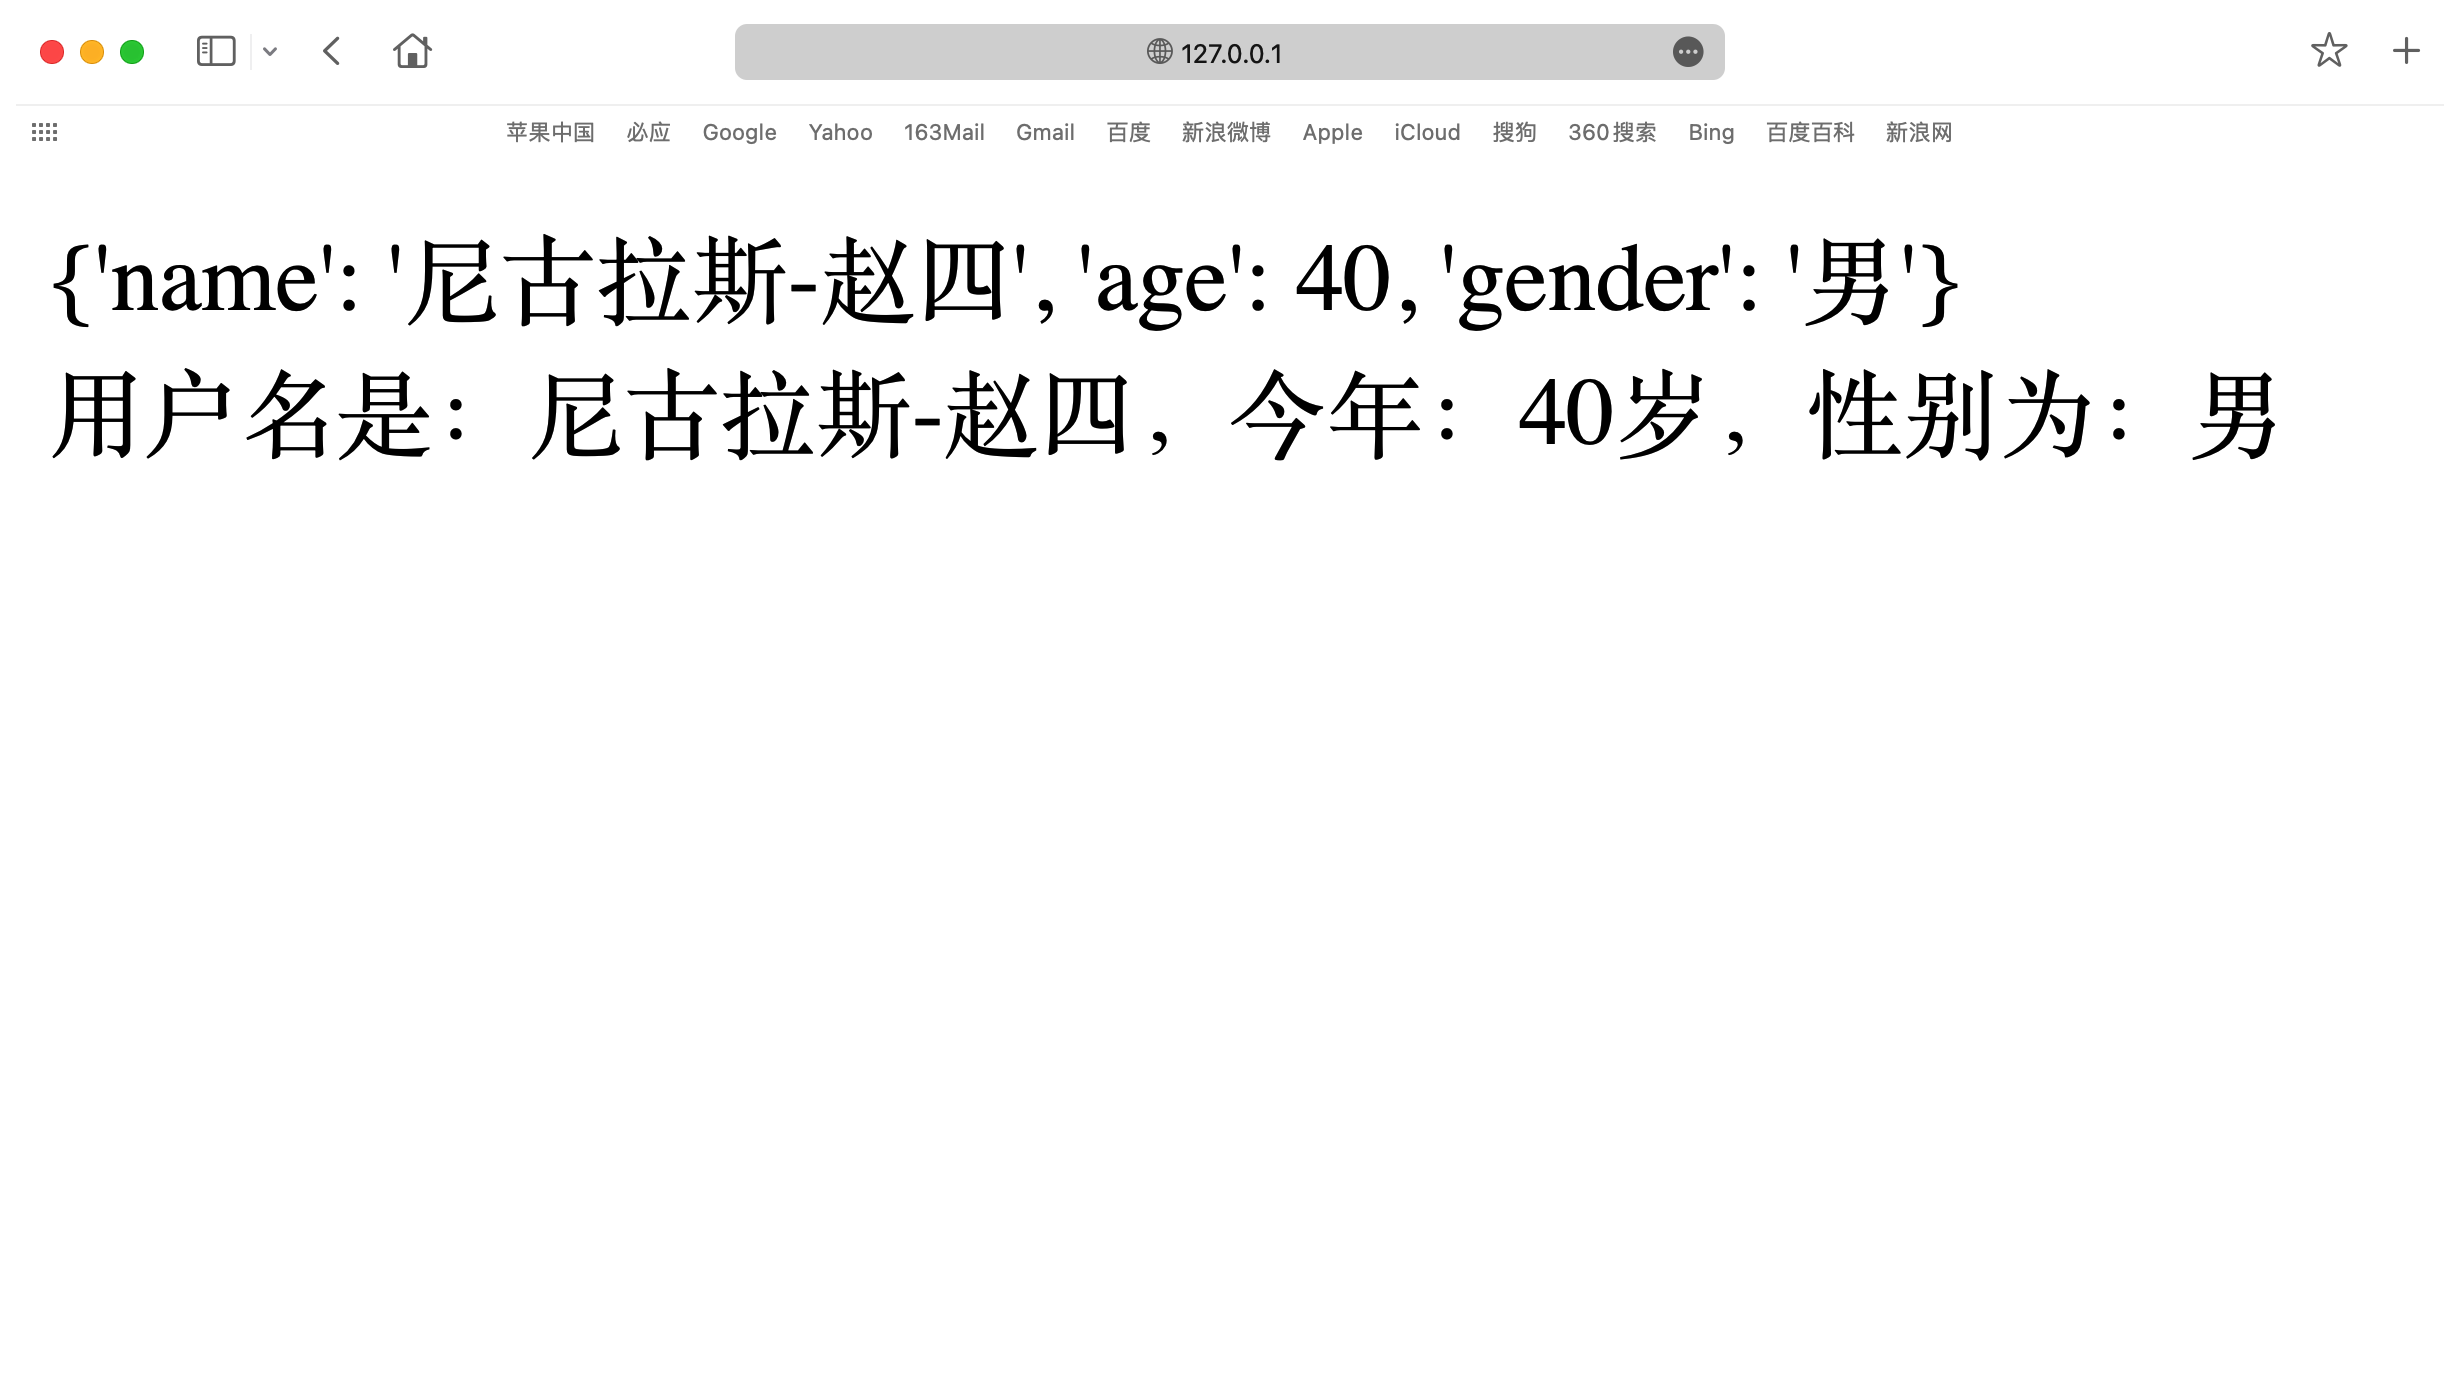 127.0.0.1
苹果中国 必应 Google Yahoo 163Mail Gmail 百度 新浪微博 Apple iCloud 搜狗 360搜索 Bing 百度百科 新浪网
{'name': '尼古拉斯-赵四', 'age': 40, 'gender': '男'}
用户名是：尼古拉斯-赵四，今年：40岁，性别为：男